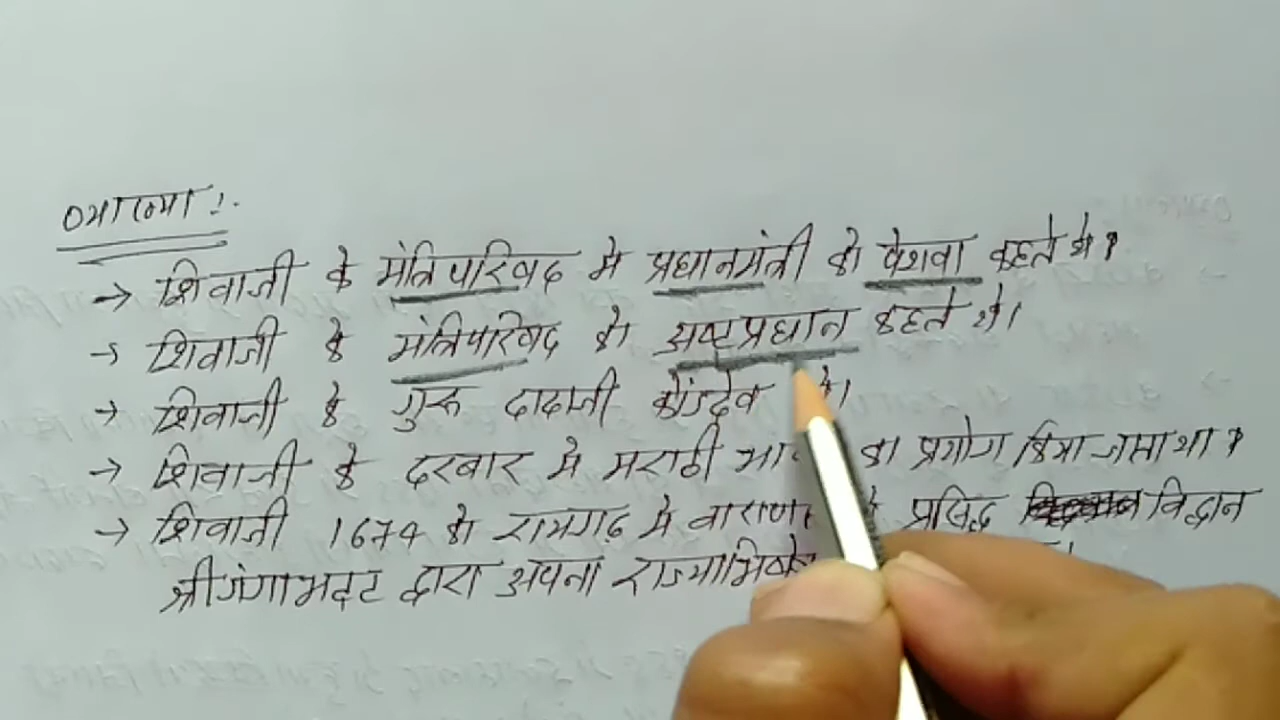 व्याख्या :-
→ शिवाजी के मंत्रिपरिषद मे प्रधानमंत्री को पेशवा कहते थे।
→ शिवाजी के मंत्रिपरिषद को अष्टप्रधान कहते थे।
→ शिवाजी के गुरु दादाजी कोंडदेव थे।
→ शिवाजी के दरबार मे मराठी का प्रयोग किया जाता था।
→ शिवाजी 1674 को रायगढ मे प्रसिद्ध विद्वान
श्री गंगाभट्ट द्वारा अपना